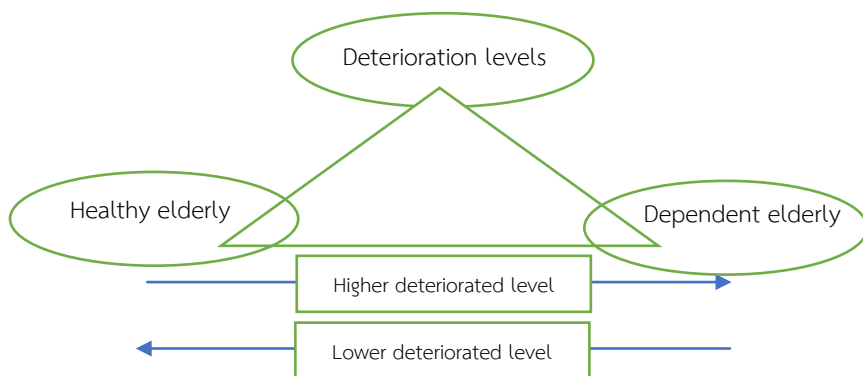 Deterioration levels
Healthy elderly
Dependent elderly
Higher deteriorated level
Lower deteriorated level